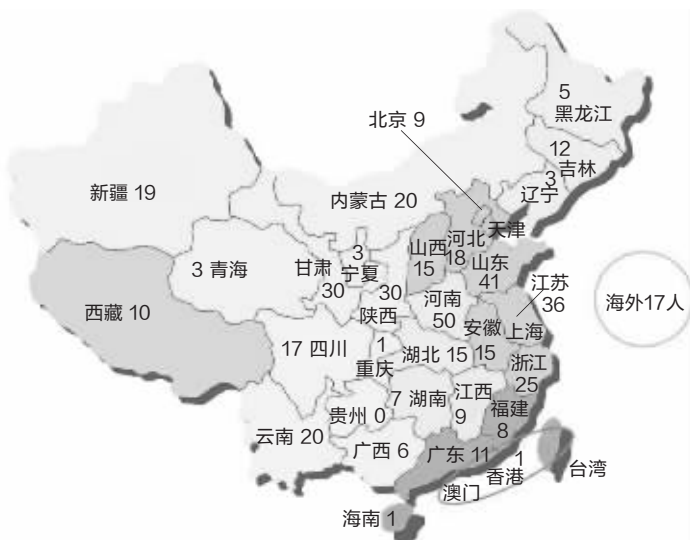 5
黑龙江
北京 9
12
吉林
3
辽宁
新疆 19
内蒙古 20
天津
3
宁夏
山西
15
河北
18
山东
41
3 青海
甘肃
30
30
陕西
江苏
36
海外17人
西藏 10
河南
50
安徽
15
上海
17 四川
1
重庆
湖北 15
浙江
25
7 湖南
江西
9
贵州 0
福建
8
云南 20
广西 6
广东 11
1
香港
台湾
澳门
海南 1